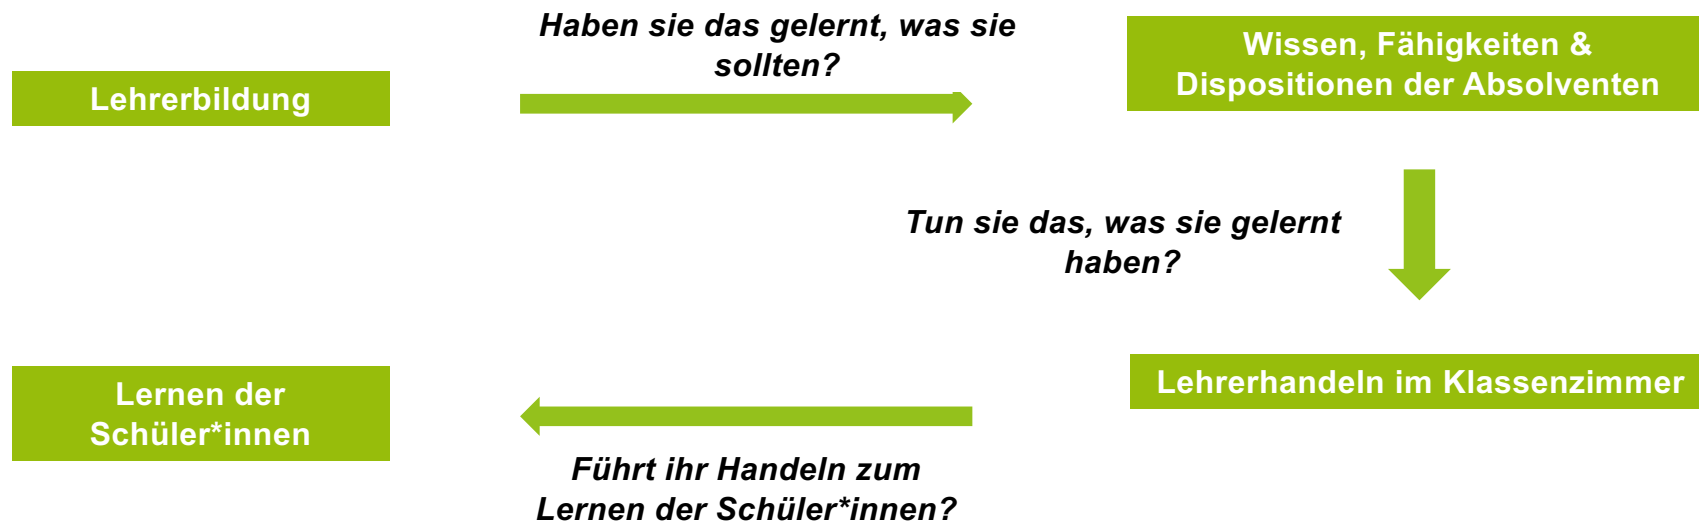 Haben sie das gelernt, was sie
sollten?
Lehrerbildung
Wissen, Fähigkeiten &
Dispositionen der Absolventen
Tun sie das, was sie gelernt
haben?
Lehrerhandeln im Klassenzimmer
Lernen der
Schüler*innen
Führt ihr Handeln zum
Lernen der Schüler*innen?